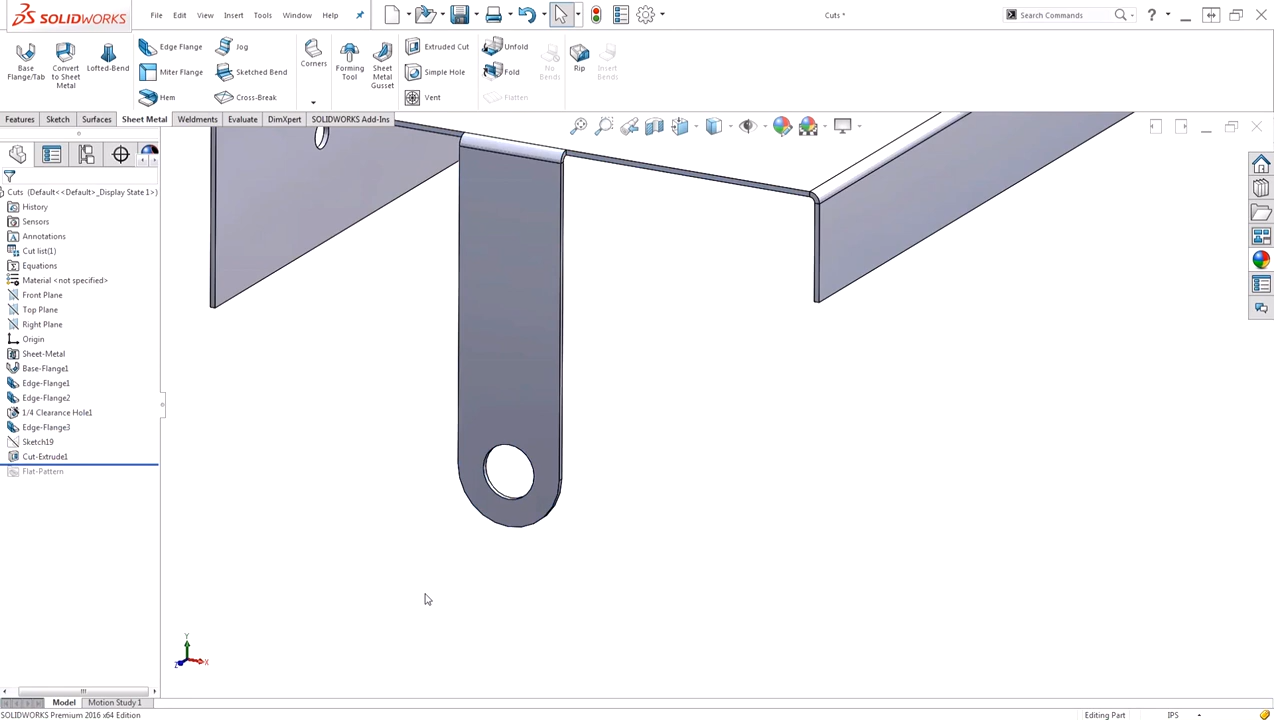 SOLIDWORKS
File Edit View Insert Tools Window Help
Cuts *
Search Commands
Base Flange/Tab
Convert to Sheet Metal
Lofted-Bend
Edge Flange
Miter Flange
Hem
Jog
Sketched Bend
Cross-Break
Corners
Forming Tool
Sheet Metal Gusset
Extruded Cut
Simple Hole
Vent
Unfold
Fold
Flatten
No Bends
Rip
Insert Bends
Features Sketch Surfaces Sheet Metal Weldments Evaluate DimXpert SOLIDWORKS Add-Ins
Cuts (Default<<Default>_Display State 1>)
History
Sensors
Annotations
Cut list(1)
Equations
Material <not specified>
Front Plane
Top Plane
Right Plane
Origin
Sheet-Metal
Base-Flange1
Edge-Flange1
Edge-Flange2
1/4 Clearance Hole1
Edge-Flange3
Sketch19
Cut-Extrude1
Flat-Pattern
Y
Z X
Model Motion Study 1
SOLIDWORKS Premium 2016 x64 Edition
Editing Part
IPS